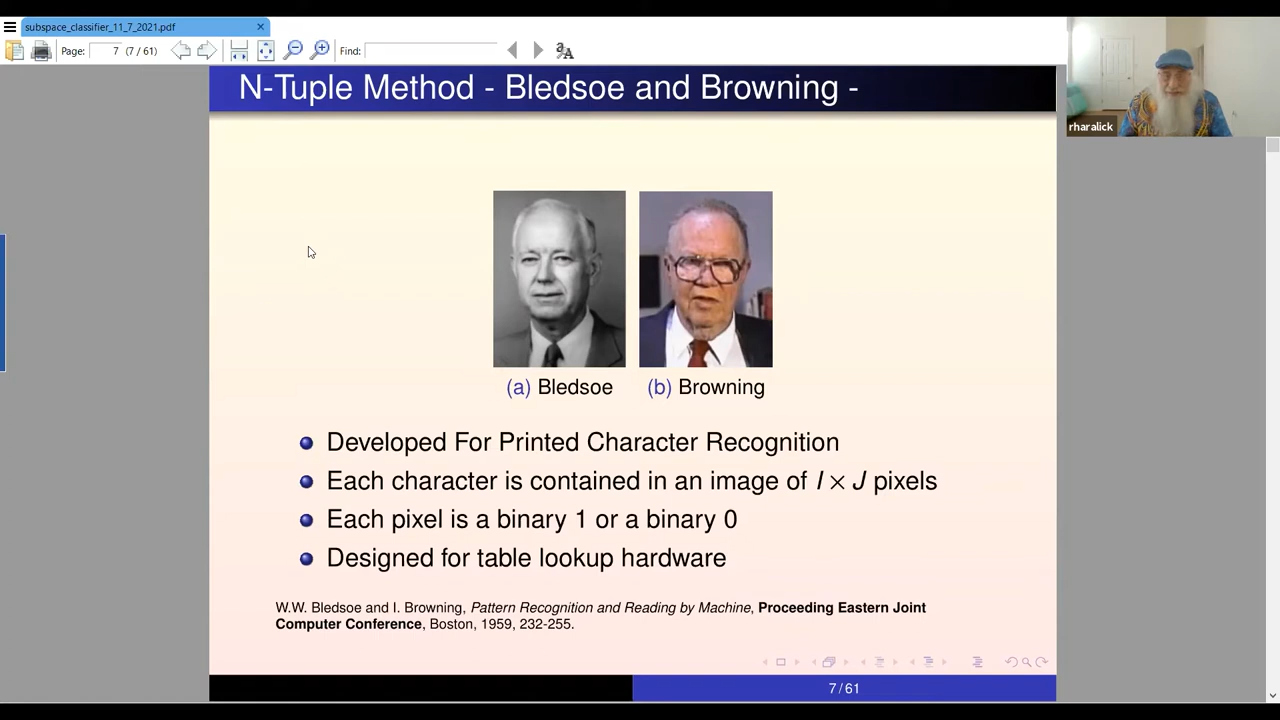 subspace_classifier_11_7_2021.pdf
Page: 7 (7 / 61) Find:
N-Tuple Method - Bledsoe and Browning -
rharalick
(a) Bledsoe (b) Browning
Developed For Printed Character Recognition
Each character is contained in an image of I × J pixels
Each pixel is a binary 1 or a binary 0
Designed for table lookup hardware
W.W. Bledsoe and I. Browning, Pattern Recognition and Reading by Machine, Proceeding Eastern Joint
Computer Conference, Boston, 1959, 232-255.
7 / 61